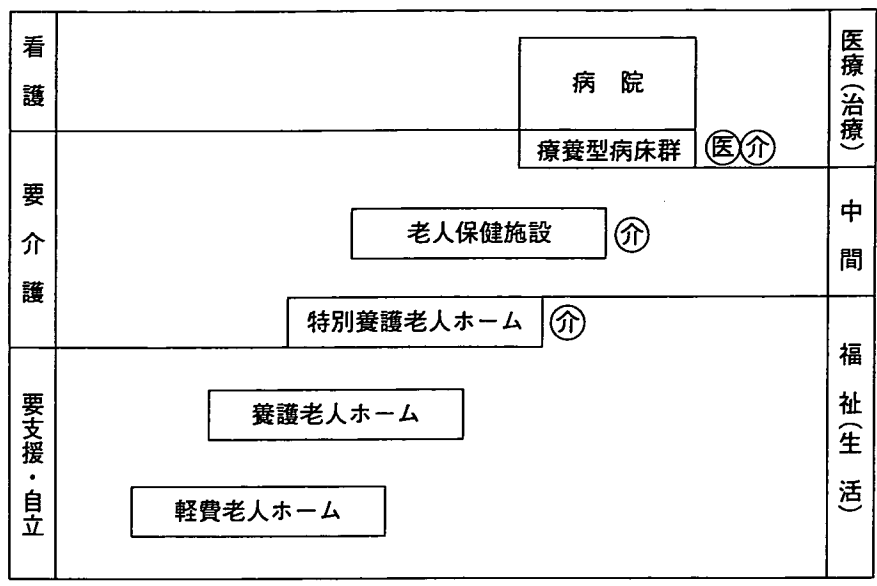 看護
病院
医療(治療)
療養型病床群 医 介
要介護
老人保健施設 介
中間
特別養護老人ホーム 介
福祉(生活)
要支援・自立
養護老人ホーム
軽費老人ホーム